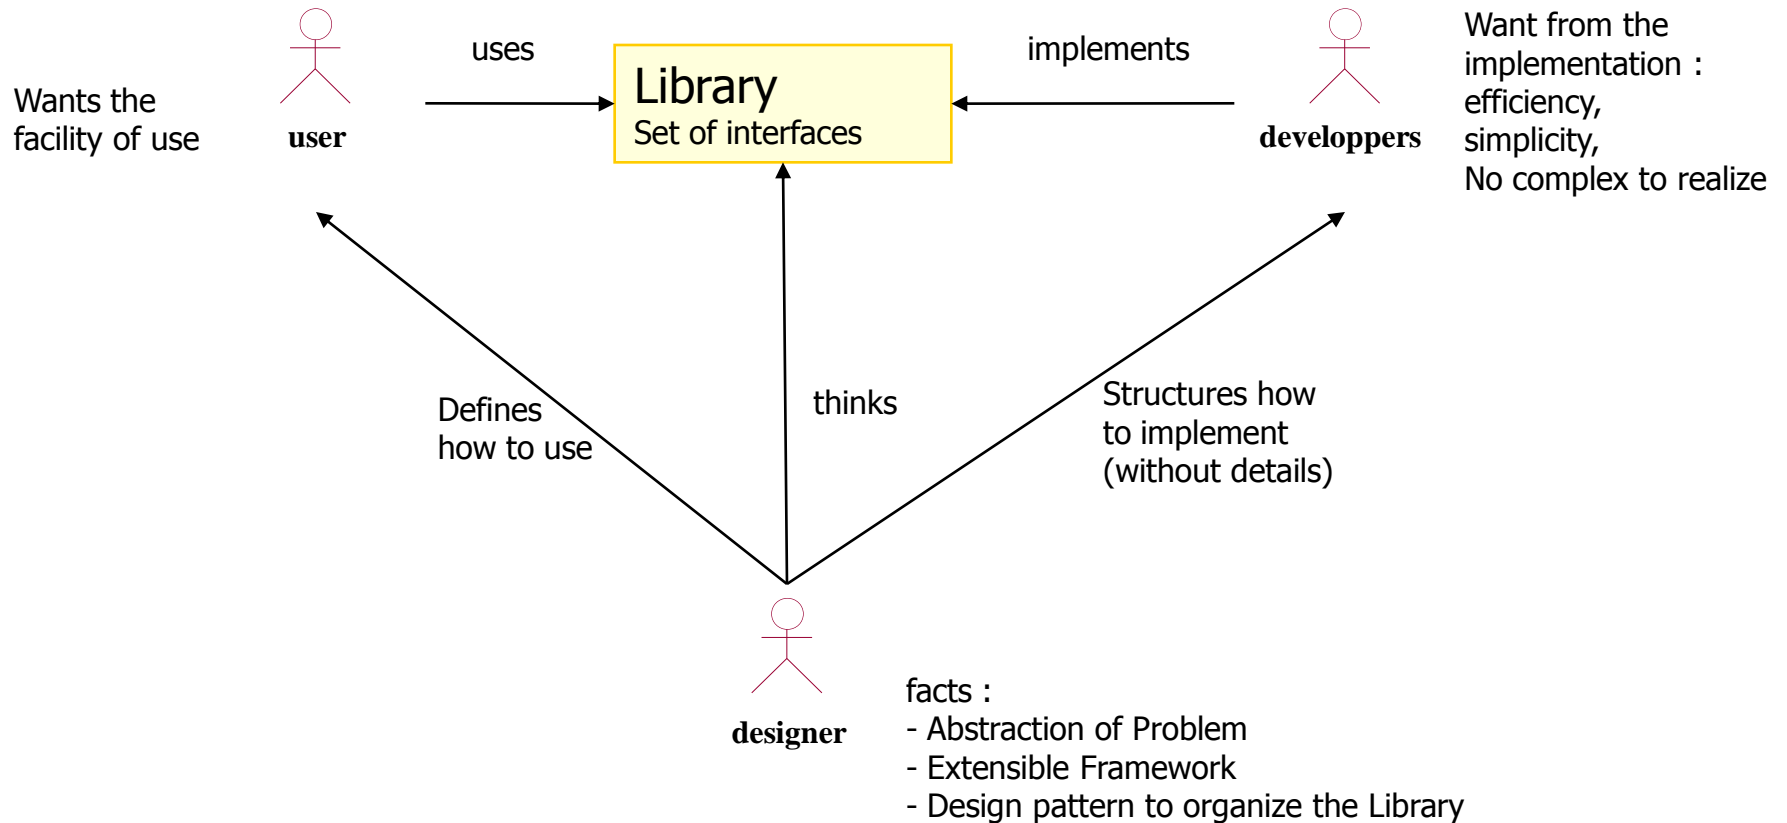 Wants the
facility of use
user
uses
Library
Set of interfaces
implements
developpers
Want from the
implementation :
efficiency,
simplicity,
No complex to realize
Defines
how to use
thinks
Structures how
to implement
(without details)
designer
facts :
- Abstraction of Problem
- Extensible Framework
- Design pattern to organize the Library